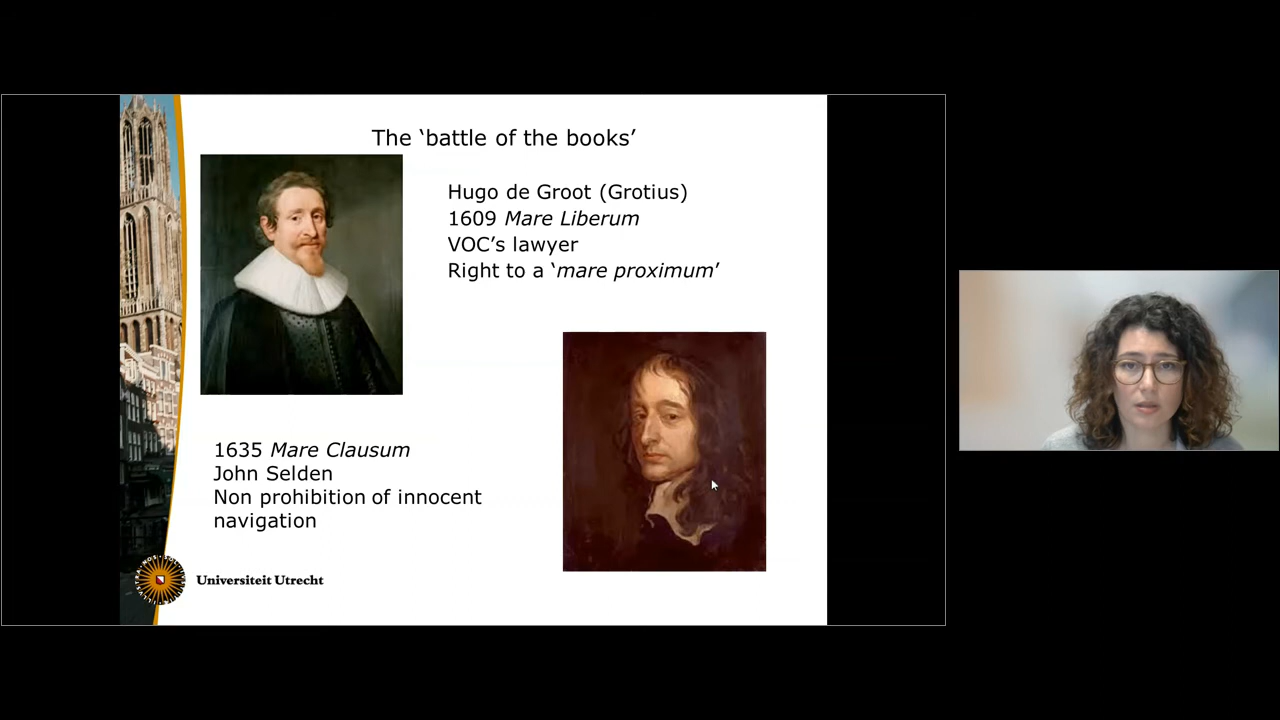 The ‘battle of the books’
Hugo de Groot (Grotius)
1609 Mare Liberum
VOC’s lawyer
Right to a ‘mare proximum’
1635 Mare Clausum
John Selden
Non prohibition of innocent
navigation
Universiteit Utrecht